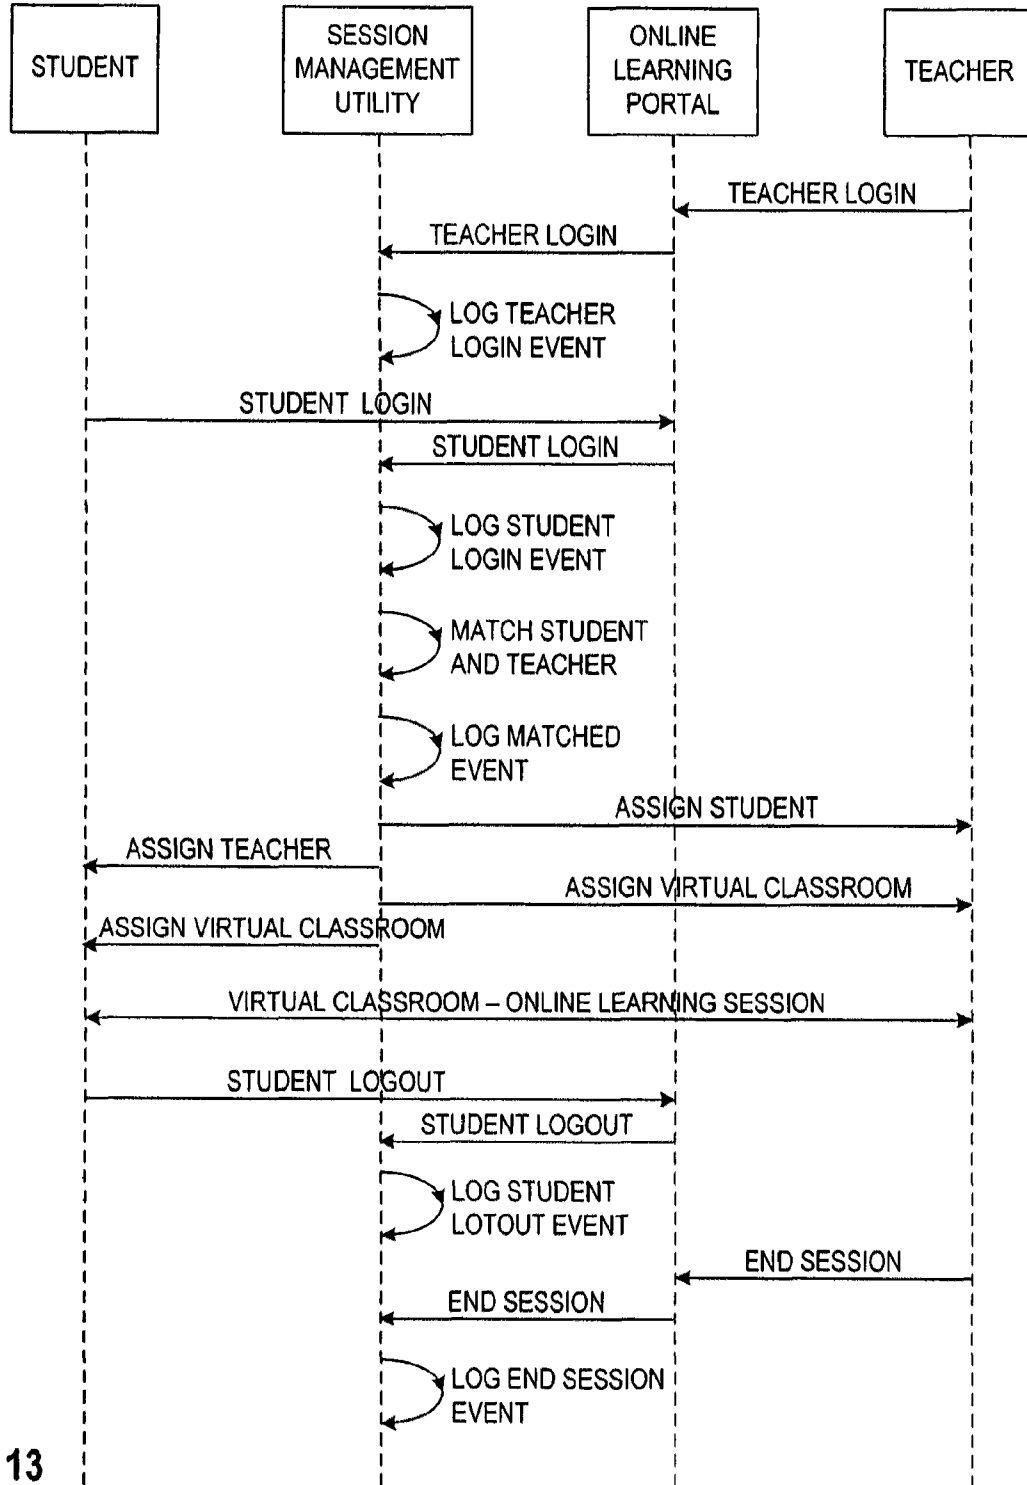 STUDENT
SESSION
MANAGEMENT
UTILITY
ONLINE
LEARNING
PORTAL
TEACHER
TEACHER LOGIN
TEACHER LOGIN
LOG TEACHER
LOGIN EVENT
STUDENT LOGIN
STUDENT LOGIN
LOG STUDENT
LOGIN EVENT
MATCH STUDENT
AND TEACHER
LOG MATCHED
EVENT
ASSIGN STUDENT
ASSIGN TEACHER
ASSIGN VIRTUAL CLASSROOM
ASSIGN VIRTUAL CLASSROOM
VIRTUAL CLASSROOM – ONLINE LEARNING SESSION
STUDENT LOGOUT
STUDENT LOGOUT
LOG STUDENT
LOTOUT EVENT
END SESSION
END SESSION
LOG END SESSION
EVENT
13